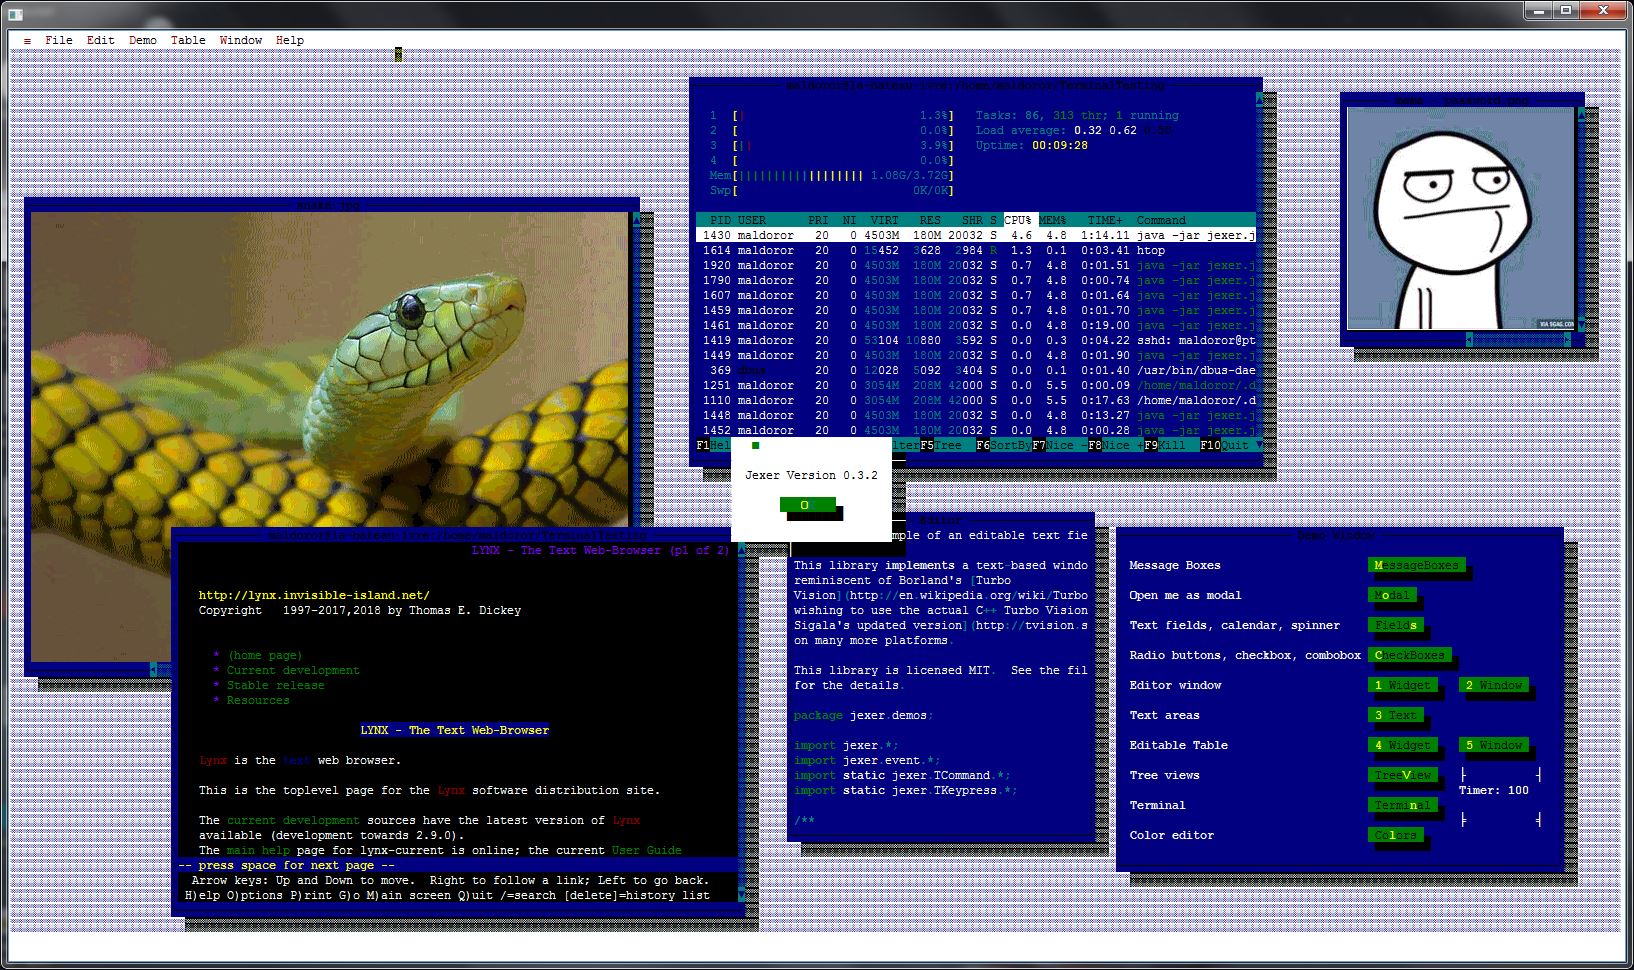 ≡ File Edit Demo Table Window Help
snake.jpg
maldoror@la-bateau-ivre:/home/maldoror/TerminalTesting
1 [| 1.3%] Tasks: 86, 313 thr; 1 running
2 [ 0.0%] Load average: 0.32 0.62 0.50
3 [|| 3.9%] Uptime: 00:09:28
4 [ 0.0%]
Mem[|||||||||||||||||| 1.08G/3.72G]
Swp[ 0K/0K]
PID USER PRI NI VIRT RES SHR S CPU% MEM% TIME+ Command
1430 maldoror 20 0 4503M 180M 20032 S 4.6 4.8 1:14.11 java -jar jexer.j
1614 maldoror 20 0 15452 3628 2984 R 1.3 0.1 0:03.41 htop
1920 maldoror 20 0 4503M 180M 20032 S 0.7 4.8 0:01.51 java -jar jexer.j
1790 maldoror 20 0 4503M 180M 20032 S 0.7 4.8 0:00.74 java -jar jexer.j
1607 maldoror 20 0 4503M 180M 20032 S 0.7 4.8 0:01.64 java -jar jexer.j
1459 maldoror 20 0 4503M 180M 20032 S 0.7 4.8 0:01.70 java -jar jexer.j
1461 maldoror 20 0 4503M 180M 20032 S 0.0 4.8 0:19.00 java -jar jexer.j
1419 maldoror 20 0 53104 10880 3592 S 0.0 0.3 0:04.22 sshd: maldoror@pt
1449 maldoror 20 0 4503M 180M 20032 S 0.0 4.8 0:01.90 java -jar jexer.j
369 dbus 20 0 12028 5092 3404 S 0.0 0.1 0:01.40 /usr/bin/dbus-dae
1251 maldoror 20 0 3054M 208M 42000 S 0.0 5.5 0:00.09 /home/maldoror/.d
1110 maldoror 20 0 3054M 208M 42000 S 0.0 5.5 0:17.63 /home/maldoror/.d
1448 maldoror 20 0 4503M 180M 20032 S 0.0 4.8 0:13.27 java -jar jexer.j
1452 maldoror 20 0 4503M 180M 20032 S 0.0 4.8 0:00.28 java -jar jexer.j
F1Hel lterF5Tree F6SortByF7Nice -F8Nice +F9Kill F10Quit
VIA 9GAG.COM
Jexer Version 0.3.2
O
LYNX - The Text Web-Browser (p1 of 2)
http://lynx.invisible-island.net/
Copyright 1997-2017,2018 by Thomas E. Dickey
* (home page)
* Current development
* Stable release
* Resources
LYNX - The Text Web-Browser
Lynx is the text web browser.
This is the toplevel page for the Lynx software distribution site.
The current development sources have the latest version of Lynx
available (development towards 2.9.0).
The main help page for lynx-current is online; the current User Guide
-- press space for next page --
Arrow keys: Up and Down to move. Right to follow a link; Left to go back.
H)elp O)ptions P)rint G)o M)ain screen Q)uit /=search [delete]=history list
Editor
mple of an editable text fie
This library implements a text-based windo
reminiscent of Borland's [Turbo
Vision](http://en.wikipedia.org/wiki/Turbo
wishing to use the actual C++ Turbo Vision
Sigala's updated version](http://tvision.s
on many more platforms.
This library is licensed MIT. See the fil
for the details.
package jexer.demos;
import jexer.*;
import jexer.event.*;
import static jexer.TCommand.*;
import static jexer.TKeypress.*;
/**
Demo Window
Message Boxes MessageBoxes
Open me as modal Modal
Text fields, calendar, spinner Fields
Radio buttons, checkbox, combobox CheckBoxes
Editor window 1 Widget 2 Window
Text areas 3 Text
Editable Table 4 Widget 5 Window
Tree views TreeView
Timer: 100
Terminal Terminal
Color editor Colors